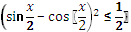 (sin x/2 - cos〖x/2〗)² ≤ 1/2〗